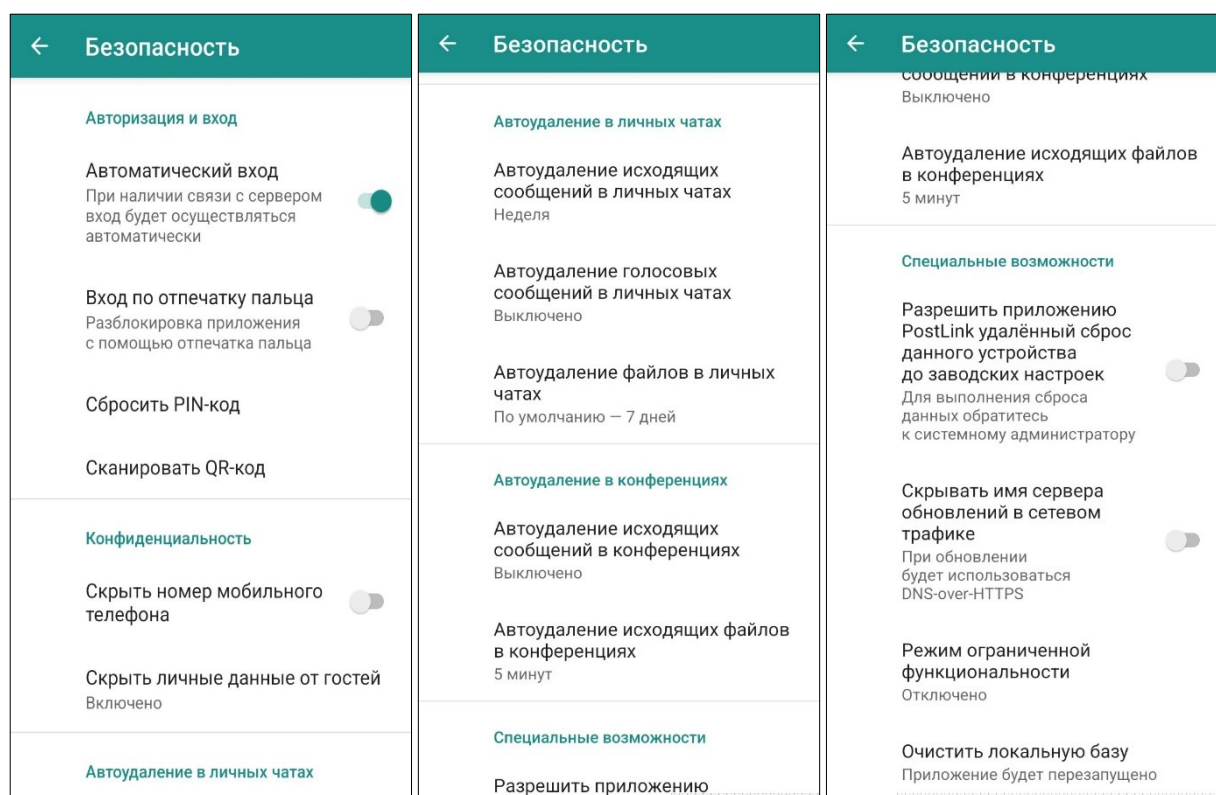 Безопасность
Авторизация и вход
Автоматический вход
При наличии связи с сервером
вход будет осуществляться
автоматически
Вход по отпечатку пальца
Разблокировка приложения
с помощью отпечатка пальца
Сбросить PIN-код
Сканировать QR-код
Конфиденциальность
Скрыть номер мобильного
телефона
Скрыть личные данные от гостей
Включено
Автоудаление в личных чатах
Безопасность
Автоудаление в личных чатах
Автоудаление исходящих
сообщений в личных чатах
Неделя
Автоудаление голосовых
сообщений в личных чатах
Выключено
Автоудаление файлов в личных
чатах
По умолчанию — 7 дней
Автоудаление в конференциях
Автоудаление исходящих
сообщений в конференциях
Выключено
Автоудаление исходящих файлов
в конференциях
5 минут
Специальные возможности
Разрешить приложению
Безопасность
сообщений в конференциях
Выключено
Автоудаление исходящих файлов
в конференциях
5 минут
Специальные возможности
Разрешить приложению
PostLink удалённый сброс
данного устройства
до заводских настроек
Для выполнения сброса
данных обратитесь
к системному администратору
Скрывать имя сервера
обновлений в сетевом
трафике
При обновлении
будет использоваться
DNS-over-HTTPS
Режим ограниченной
функциональности
Отключено
Очистить локальную базу
Приложение будет перезапущено